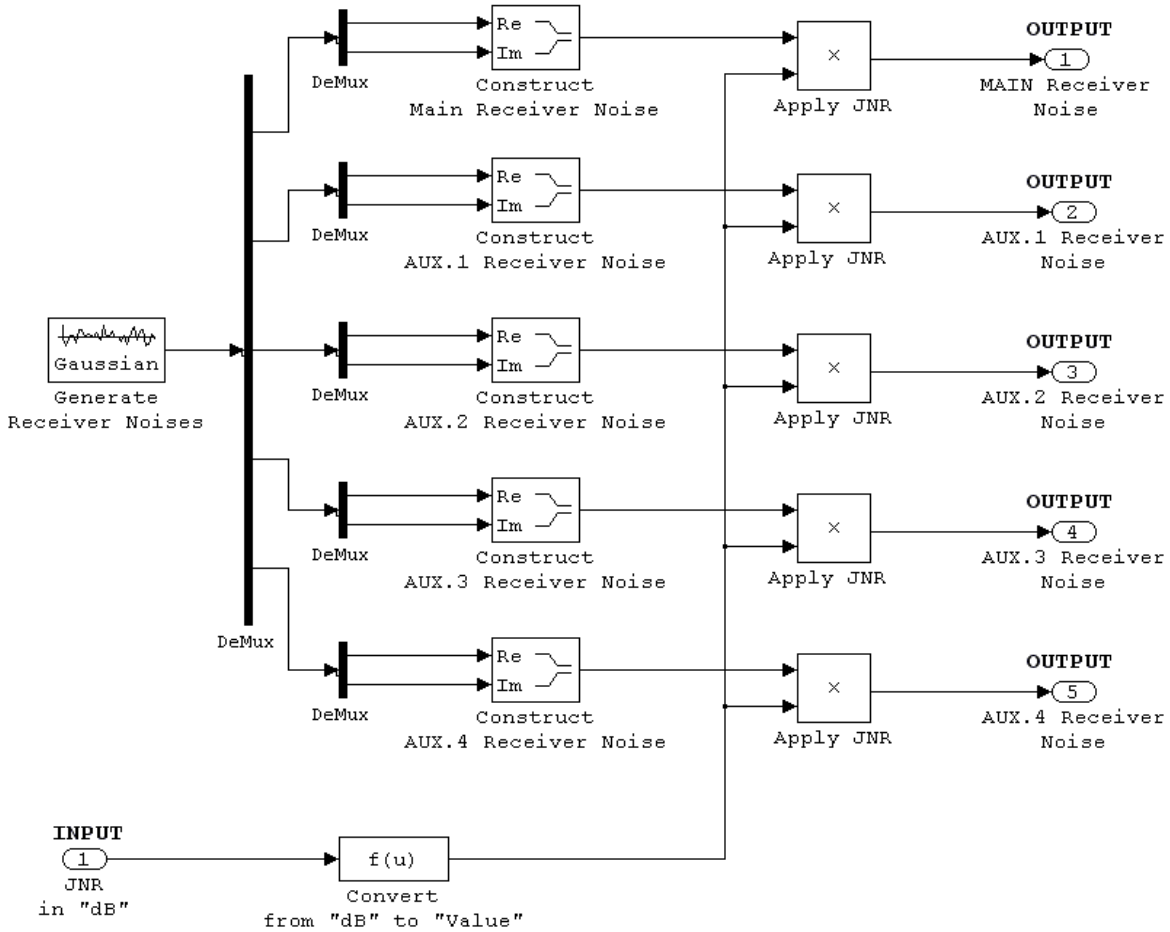 OUTPUT
Re
Im
×
1
DeMux
Construct
Main Receiver Noise
Apply JNR
MAIN Receiver
Noise
OUTPUT
Re
Im
×
2
DeMux
Construct
AUX.1 Receiver Noise
Apply JNR
AUX.1 Receiver
Noise
Gaussian
Generate
Receiver Noises
OUTPUT
Re
Im
×
3
DeMux
Construct
AUX.2 Receiver Noise
Apply JNR
AUX.2 Receiver
Noise
OUTPUT
Re
Im
×
4
DeMux
Construct
AUX.3 Receiver Noise
Apply JNR
AUX.3 Receiver
Noise
DeMux
OUTPUT
Re
Im
×
5
DeMux
Construct
AUX.4 Receiver Noise
Apply JNR
AUX.4 Receiver
Noise
INPUT
1
JNR
in "dB"
f(u)
Convert
from "dB" to "Value"